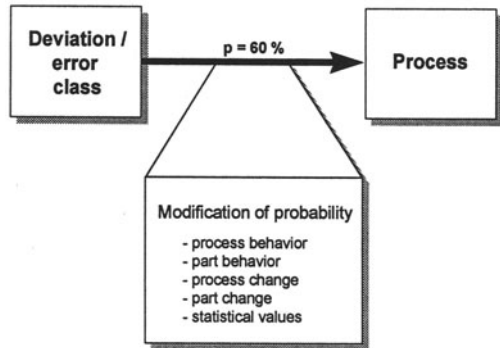 Deviation /
error
class
p = 60 %
Process
Modification of probability
- process behavior
- part behavior
- process change
- part change
- statistical values